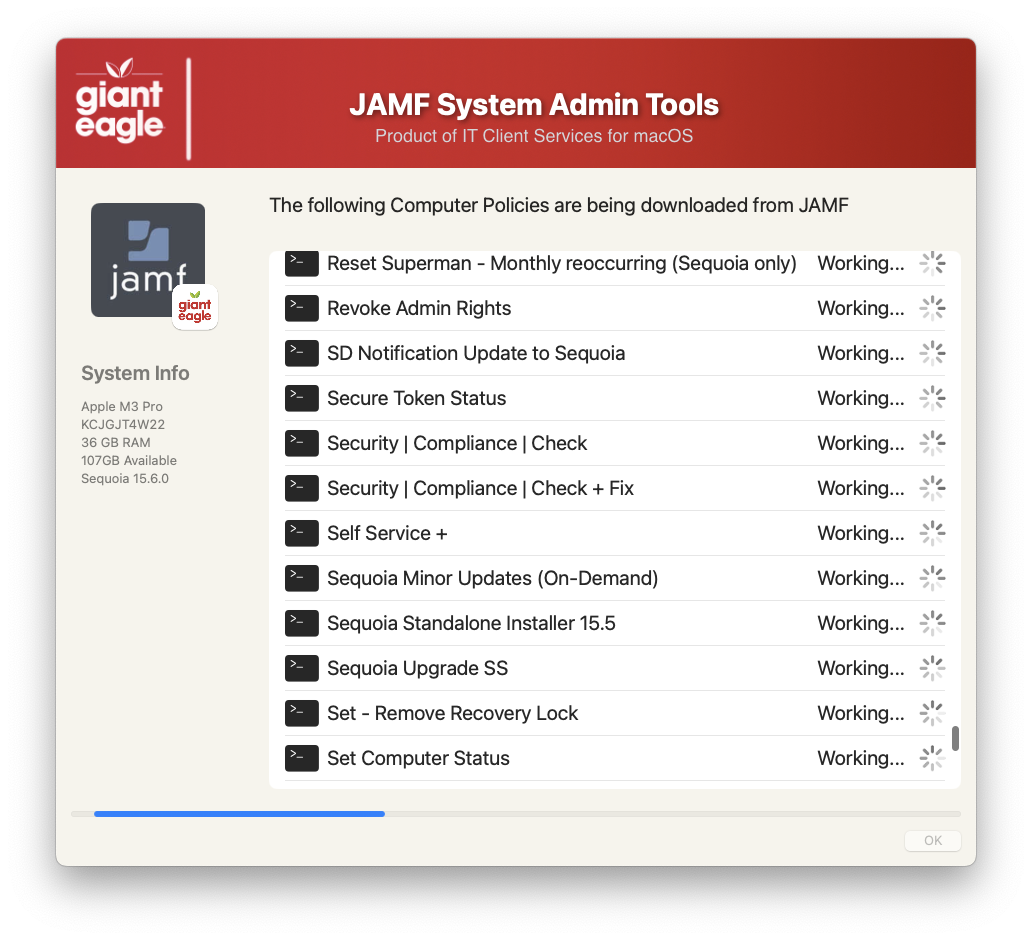 giant
eagle
JAMF System Admin Tools
Product of IT Client Services for macOS
The following Computer Policies are being downloaded from JAMF
jamf
giant
eagle
System Info
Apple M3 Pro
KCJGJT4W22
36 GB RAM
107GB Available
Sequoia 15.6.0
>_ Reset Superman - Monthly reoccurring (Sequoia only) Working...
>_ Revoke Admin Rights Working...
>_ SD Notification Update to Sequoia Working...
>_ Secure Token Status Working...
>_ Security | Compliance | Check Working...
>_ Security | Compliance | Check + Fix Working...
>_ Self Service + Working...
>_ Sequoia Minor Updates (On-Demand) Working...
>_ Sequoia Standalone Installer 15.5 Working...
>_ Sequoia Upgrade SS Working...
>_ Set - Remove Recovery Lock Working...
>_ Set Computer Status Working...
OK